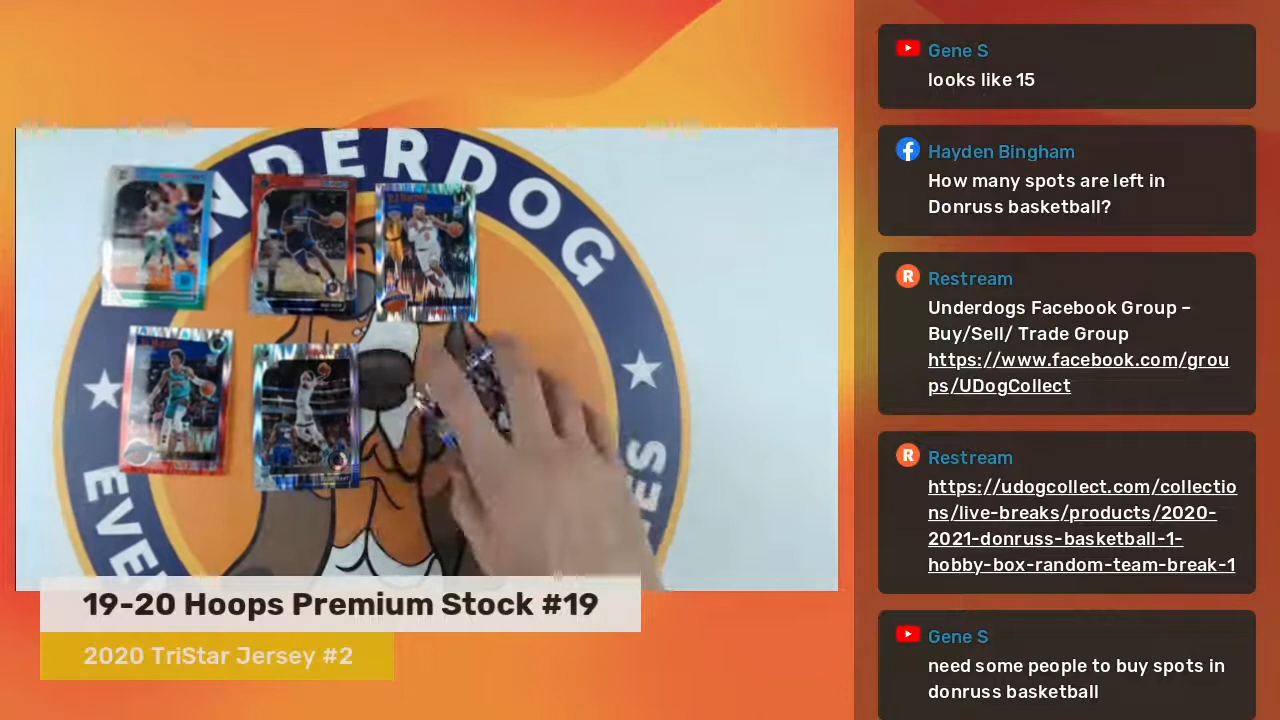 NDERDOG
EVE
ES
19-20 Hoops Premium Stock #19
2020 TriStar Jersey #2
Gene S
looks like 15
Hayden Bingham
How many spots are left in
Donruss basketball?
Restream
Underdogs Facebook Group –
Buy/Sell/ Trade Group
https://www.facebook.com/grou
ps/UDogCollect
Restream
https://udogcollect.com/collectio
ns/live-breaks/products/2020-
2021-donruss-basketball-1-
hobby-box-random-team-break-1
Gene S
need some people to buy spots in
donruss basketball